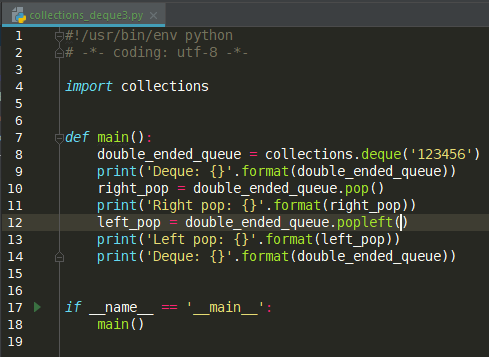 collections_deque3.py ×
1 #!/usr/bin/env python
2 # -*- coding: utf-8 -*-
3
4 import collections
5
6
7 def main():
8     double_ended_queue = collections.deque('123456')
9     print('Deque: {}'.format(double_ended_queue))
10     right_pop = double_ended_queue.pop()
11     print('Right pop: {}'.format(right_pop))
12     left_pop = double_ended_queue.popleft()
13     print('Left pop: {}'.format(left_pop))
14     print('Deque: {}'.format(double_ended_queue))
15
16
17 if __name__ == '__main__':
18     main()
19